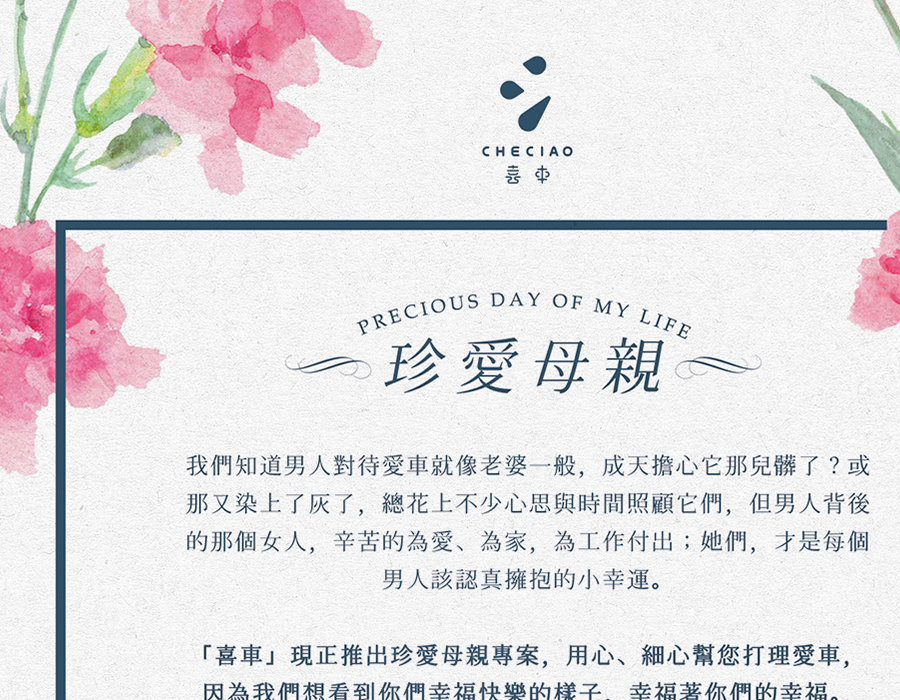 CHECIAO
喜車
PRECIOUS DAY OF MY LIFE
珍愛母親
我們知道男人對待愛車就像老婆一般，成天擔心它那兒髒了？或
那又染上了灰了，總花上不少心思與時間照顧它們，但男人背後
的那個女人，辛苦的為愛、為家，為工作付出；她們，才是每個
男人該認真擁抱的小幸運。
「喜車」現正推出珍愛母親專案，用心、細心幫您打理愛車，
因為我們想看到你們幸福快樂的樣子，幸福著你們的幸福。